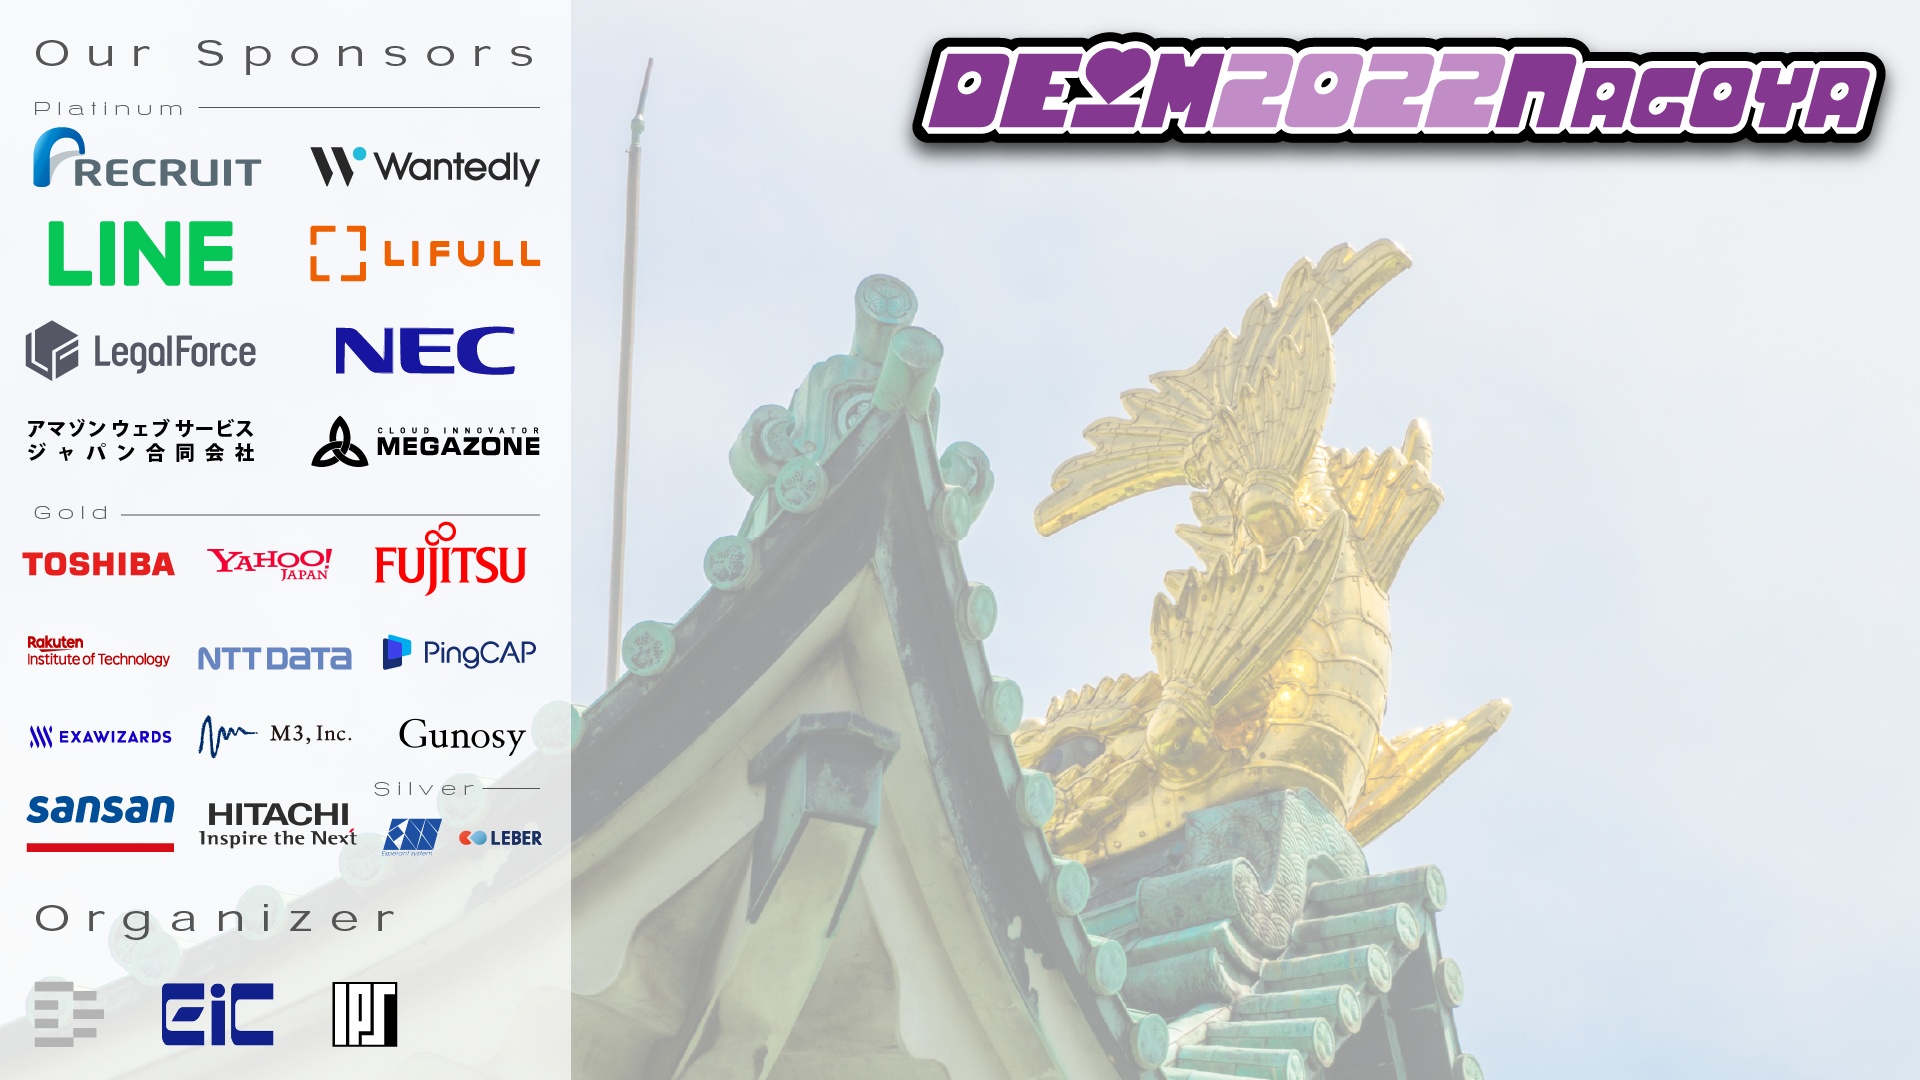 Our Sponsors
DEIM2022NAGOYA
Platinum
RECRUIT
Wantedly
LINE
LIFULL
LegalForce
NEC
アマゾン ウェブ サービス
ジャパン合同会社
CLOUD INNOVATOR
MEGAZONE
Gold
TOSHIBA
YAHOO!
JAPAN
FUJITSU
Rakuten
Institute of Technology
NTT DATA
PingCAP
EXAWIZARDS
M3, Inc.
Gunosy
Silver
sansan
HITACHI
Inspire the Next
Esperant system
LEBER
Organizer
EiC
IPSJ